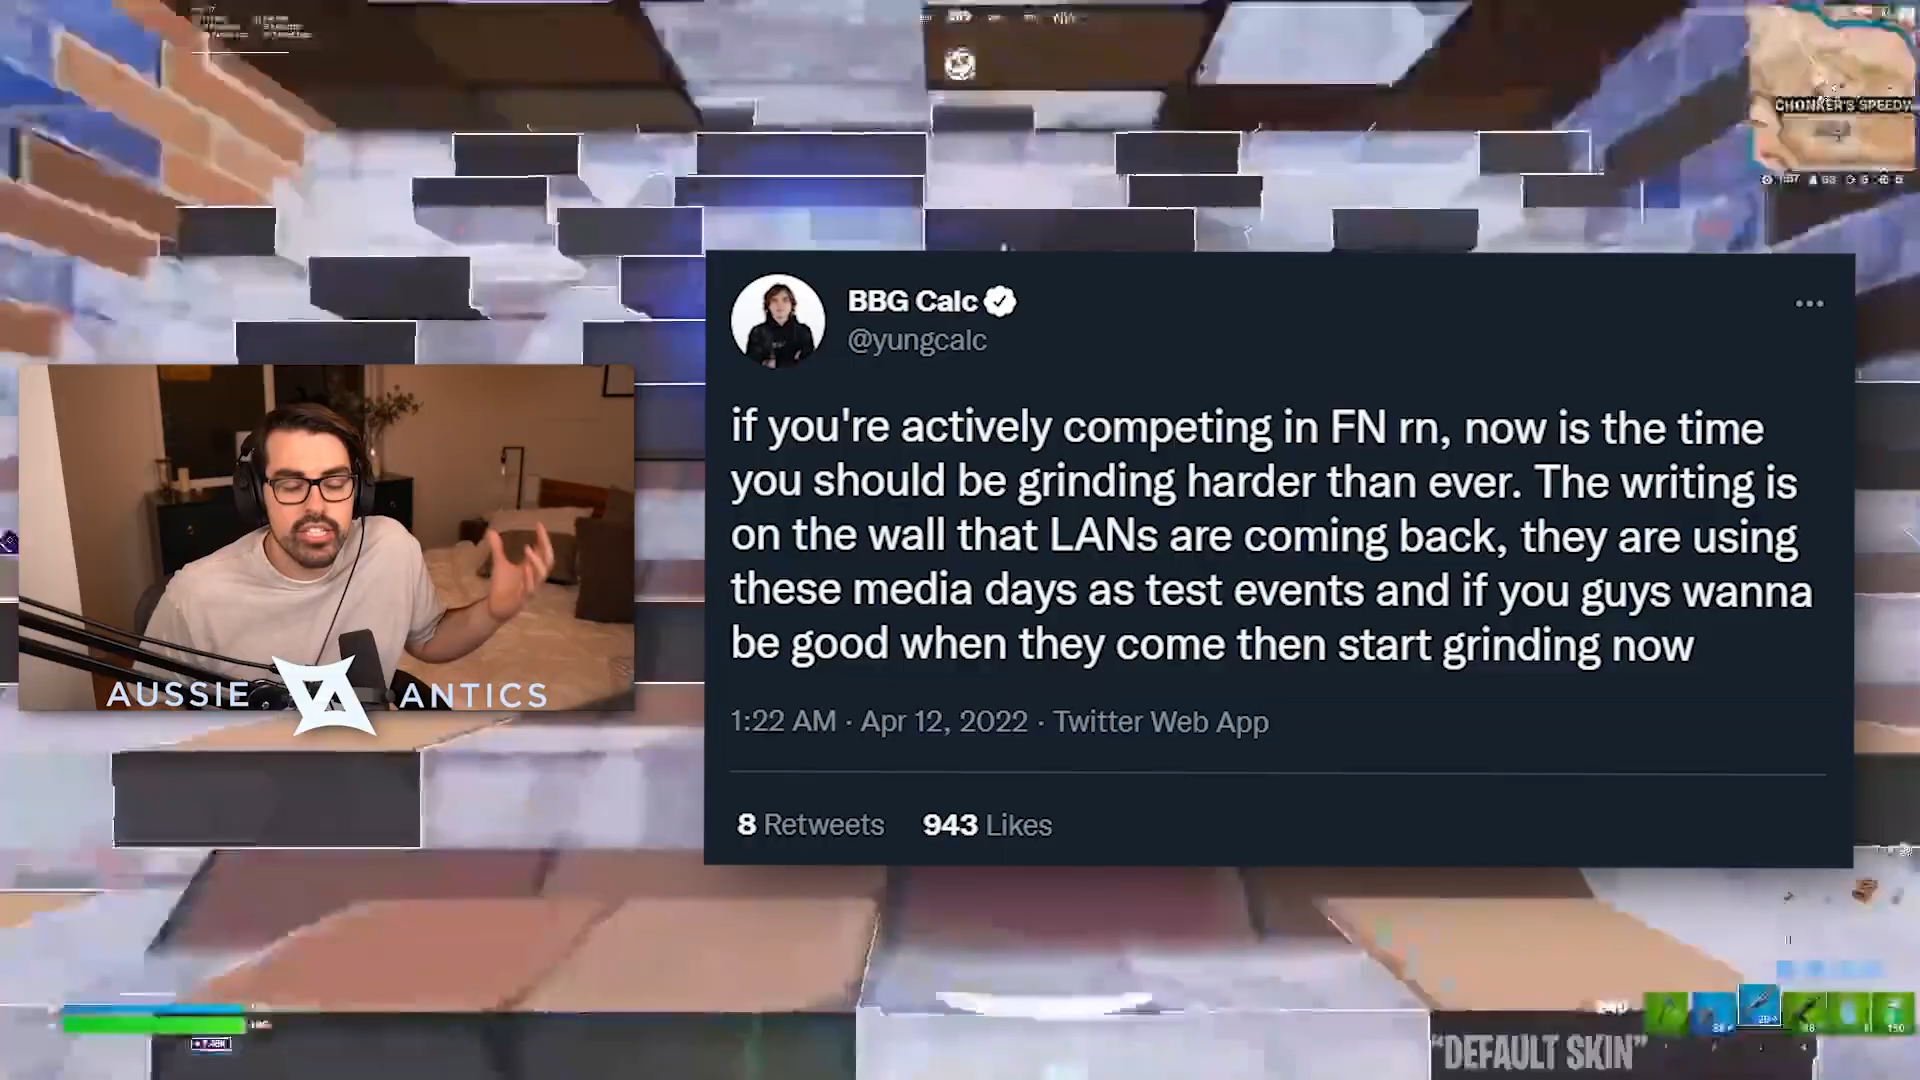 CHONKER'S SPEEDW
BBG Calc
@yungcalc
if you're actively competing in FN rn, now is the time
you should be grinding harder than ever. The writing is
on the wall that LANs are coming back, they are using
these media days as test events and if you guys wanna
be good when they come then start grinding now
1:22 AM · Apr 12, 2022 · Twitter Web App
8 Retweets 943 Likes
AUSSIE ANTICS
"DEFAULT SKIN"